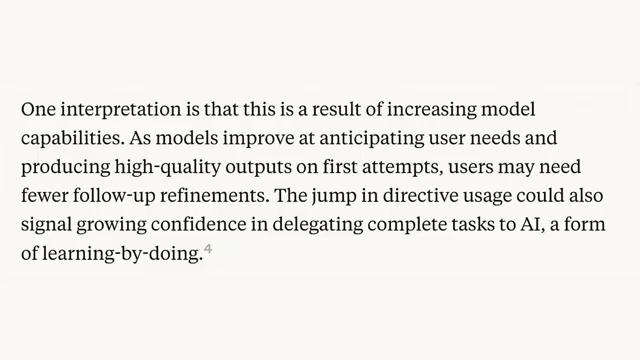 One interpretation is that this is a result of increasing model
capabilities. As models improve at anticipating user needs and
producing high-quality outputs on first attempts, users may need
fewer follow-up refinements. The jump in directive usage could also
signal growing confidence in delegating complete tasks to AI, a form
of learning-by-doing.⁴